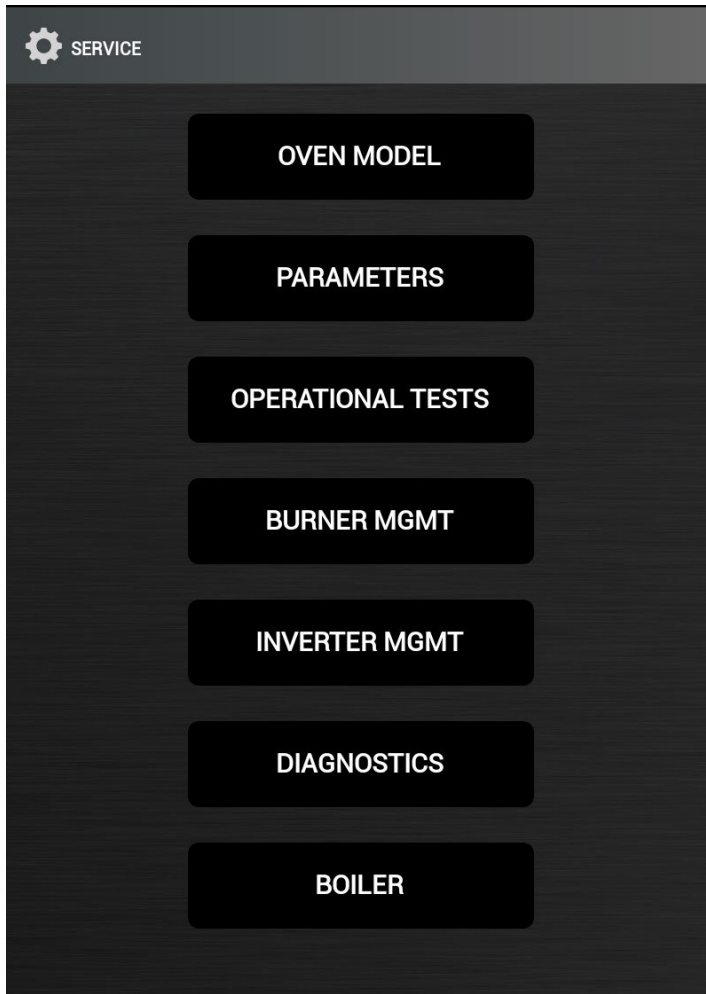 SERVICE
OVEN MODEL
PARAMETERS
OPERATIONAL TESTS
BURNER MGMT
INVERTER MGMT
DIAGNOSTICS
BOILER